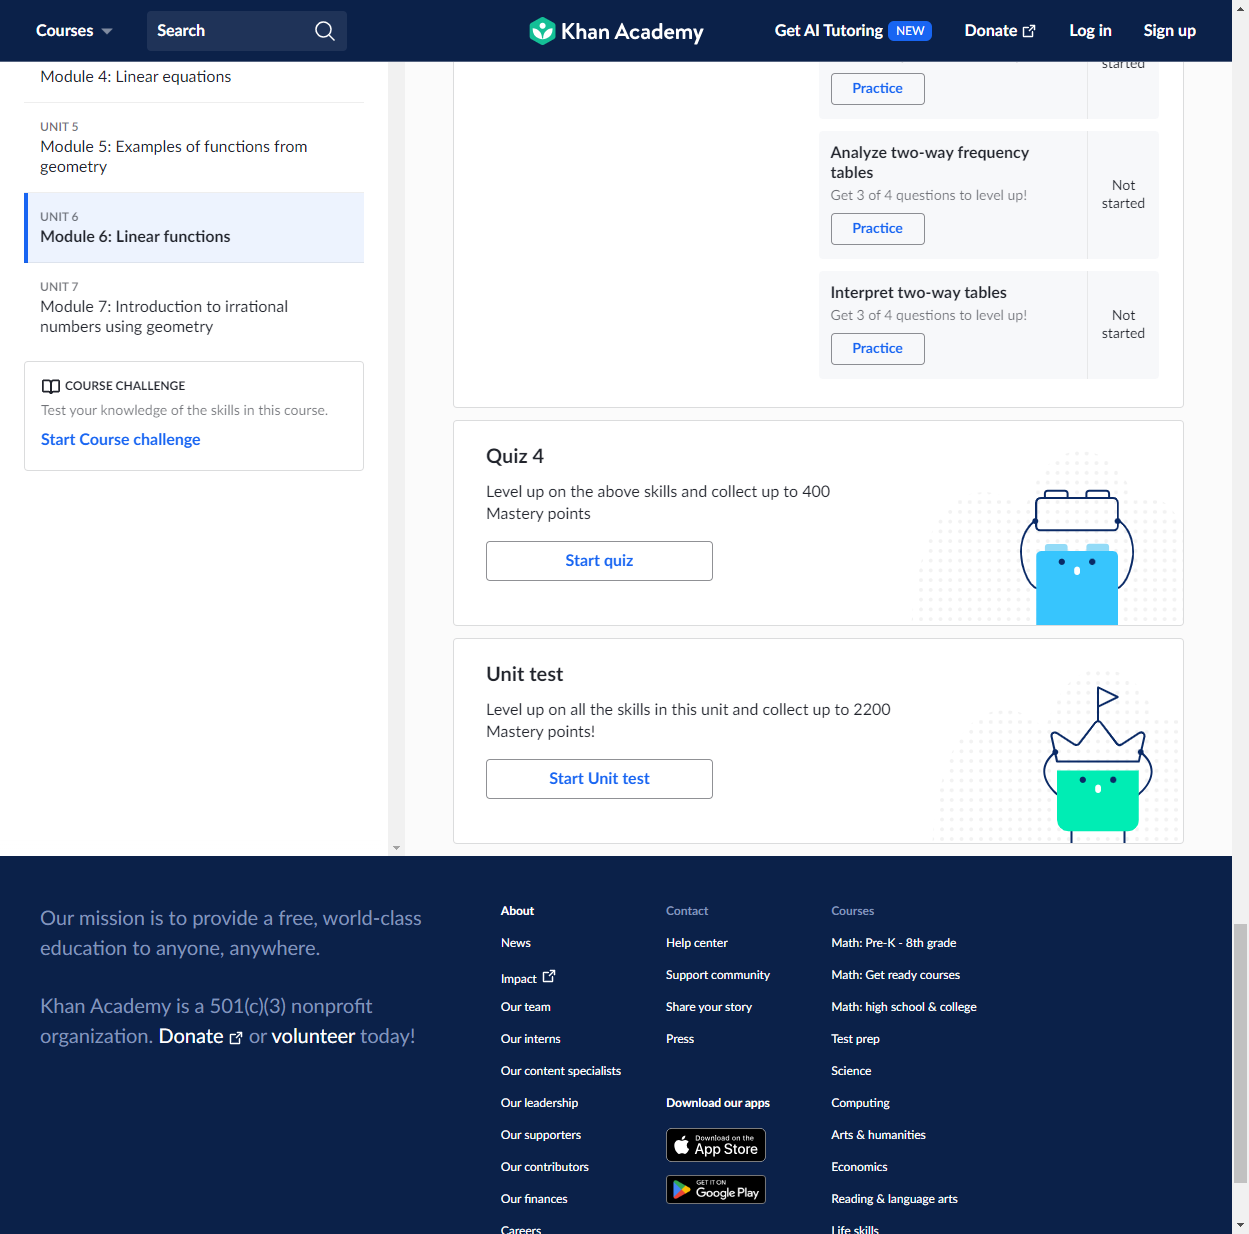 Courses
Search
Khan Academy
Get AI Tutoring NEW
Donate
Log in
Sign up
Module 4: Linear equations
UNIT 5
Module 5: Examples of functions from
geometry
UNIT 6
Module 6: Linear functions
UNIT 7
Module 7: Introduction to irrational
numbers using geometry
COURSE CHALLENGE
Test your knowledge of the skills in this course.
Start Course challenge
started
Practice
Analyze two-way frequency
tables
Get 3 of 4 questions to level up!
Practice
Not
started
Interpret two-way tables
Get 3 of 4 questions to level up!
Practice
Not
started
Quiz 4
Level up on the above skills and collect up to 400
Mastery points
Start quiz
Unit test
Level up on all the skills in this unit and collect up to 2200
Mastery points!
Start Unit test
Our mission is to provide a free, world-class
education to anyone, anywhere.
Khan Academy is a 501(c)(3) nonprofit
organization. Donate or volunteer today!
About
News
Impact
Our team
Our interns
Our content specialists
Our leadership
Our supporters
Our contributors
Our finances
Careers
Contact
Help center
Support community
Share your story
Press
Download our apps
Download on the
App Store
GET IT ON
Google Play
Courses
Math: Pre-K - 8th grade
Math: Get ready courses
Math: high school & college
Test prep
Science
Computing
Arts & humanities
Economics
Reading & language arts
Life skills